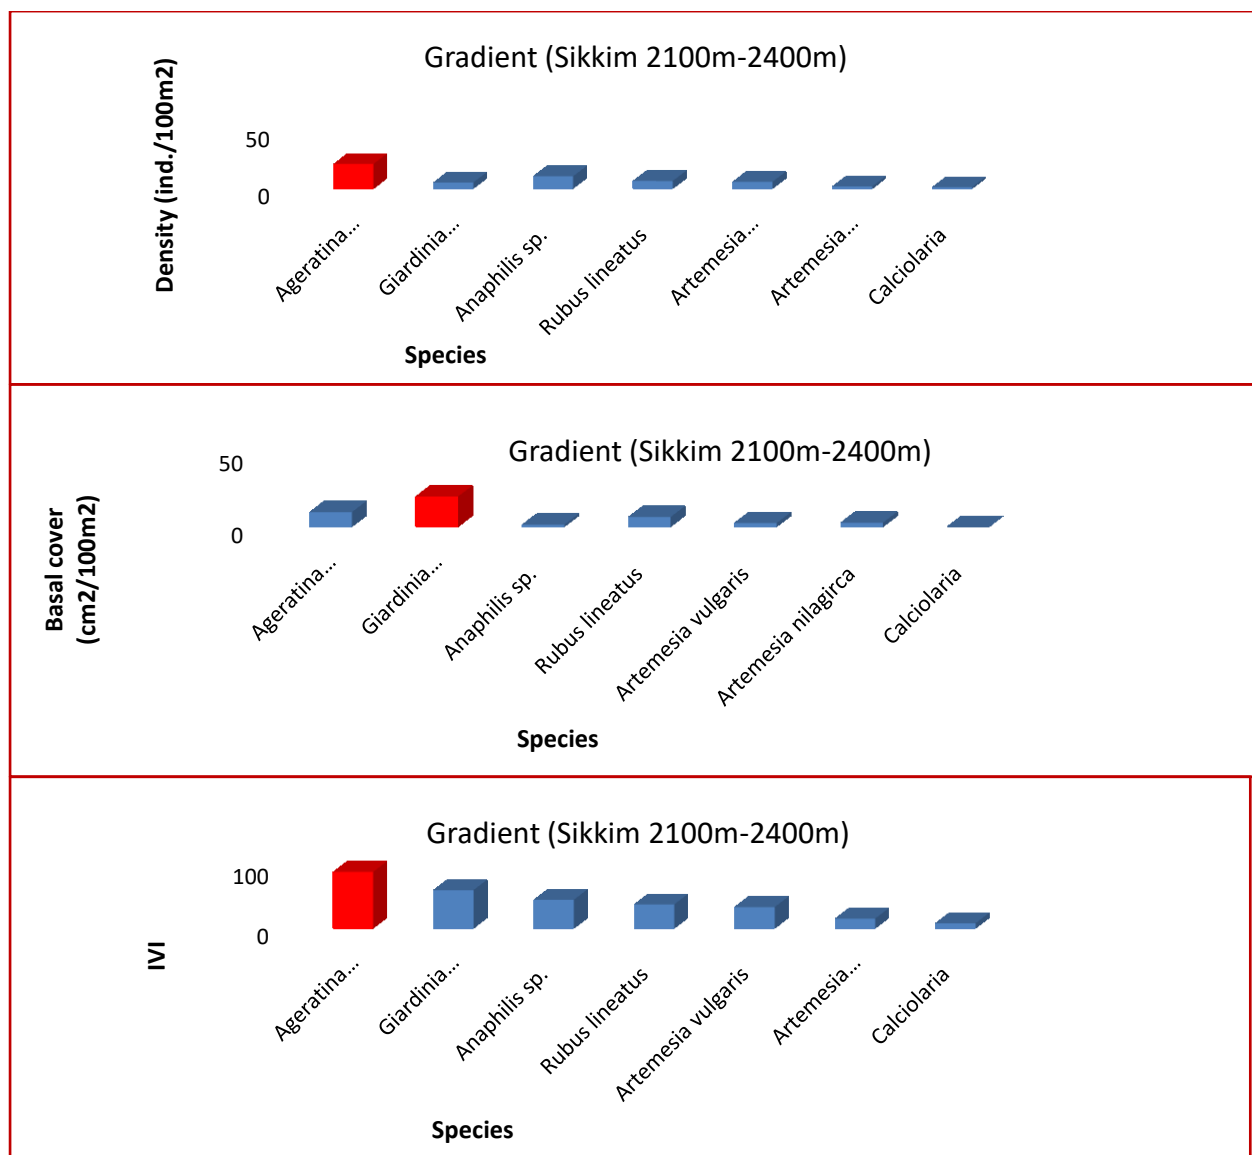 Gradient (Sikkim 2100m-2400m)
Density (ind./100m2)
50
0
Ageratina...
Giardinia...
Anaphilis sp.
Rubus lineatus
Artemesia...
Artemesia...
Calciolaria
Species
Gradient (Sikkim 2100m-2400m)
Basal cover
(cm2/100m2)
50
0
Ageratina...
Giardinia...
Anaphilis sp.
Rubus lineatus
Artemesia vulgaris
Artemesia nilagirca
Calciolaria
Species
Gradient (Sikkim 2100m-2400m)
IVI
100
0
Ageratina...
Giardinia...
Anaphilis sp.
Rubus lineatus
Artemesia vulgaris
Artemesia...
Calciolaria
Species